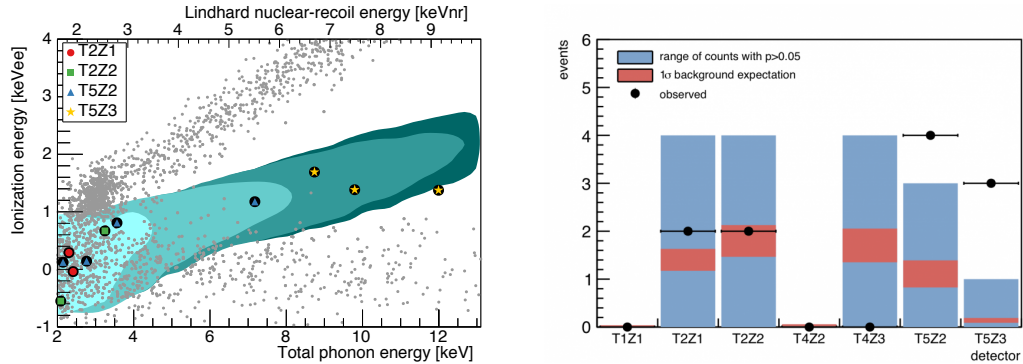 Lindhard nuclear-recoil energy [keVnr]
2 3 4 5 6 7 8 9
Ionization energy [keVee]
4
3
2
1
0
-1
T2Z1
T2Z2
T5Z2
T5Z3
2 4 6 8 10 12
Total phonon energy [keV]
events
6
5
4
3
2
1
0
range of counts with p>0.05
1σ background expectation
observed
T1Z1 T2Z1 T2Z2 T4Z2 T4Z3 T5Z2 T5Z3
detector